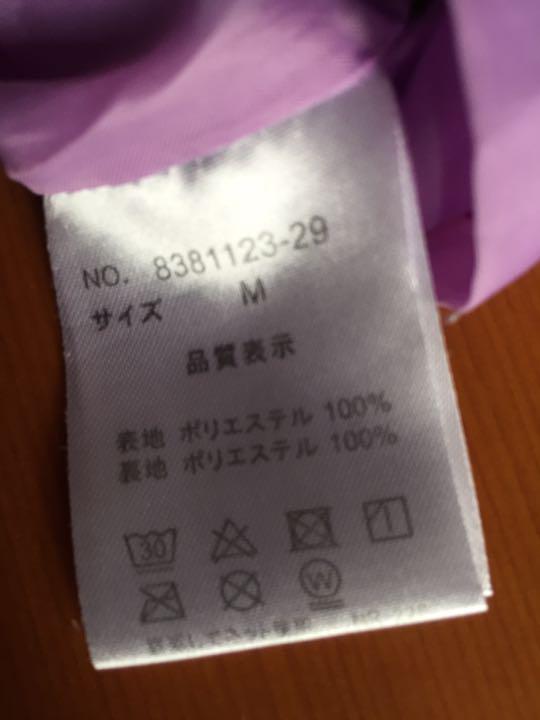 NO. 8381123-29
サイズ M
品質表示
表地 ポリエステル 100%
裏地 ポリエステル 100%
30
W